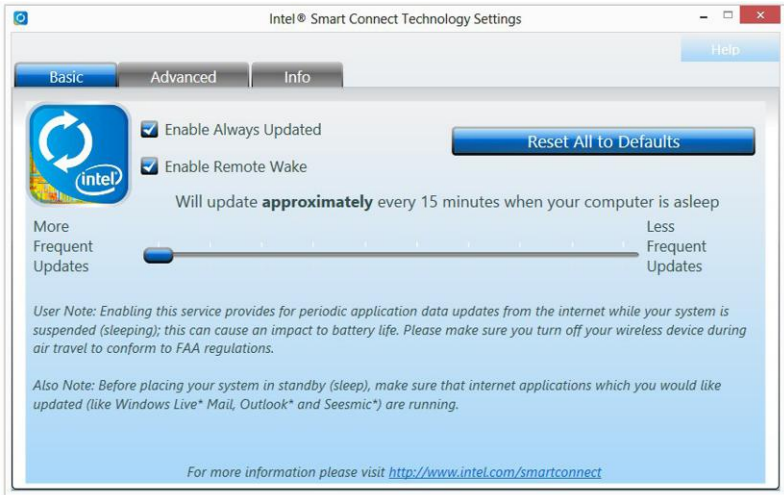 Intel® Smart Connect Technology Settings
Help
Basic Advanced Info
Enable Always Updated
Reset All to Defaults
Enable Remote Wake
intel
Will update approximately every 15 minutes when your computer is asleep
More
Frequent
Updates
Less
Frequent
Updates
User Note: Enabling this service provides for periodic application data updates from the internet while your system is
suspended (sleeping); this can cause an impact to battery life. Please make sure you turn off your wireless device during
air travel to conform to FAA regulations.
Also Note: Before placing your system in standby (sleep), make sure that internet applications which you would like
updated (like Windows Live* Mail, Outlook* and Seesmic*) are running.
For more information please visit http://www.intel.com/smartconnect